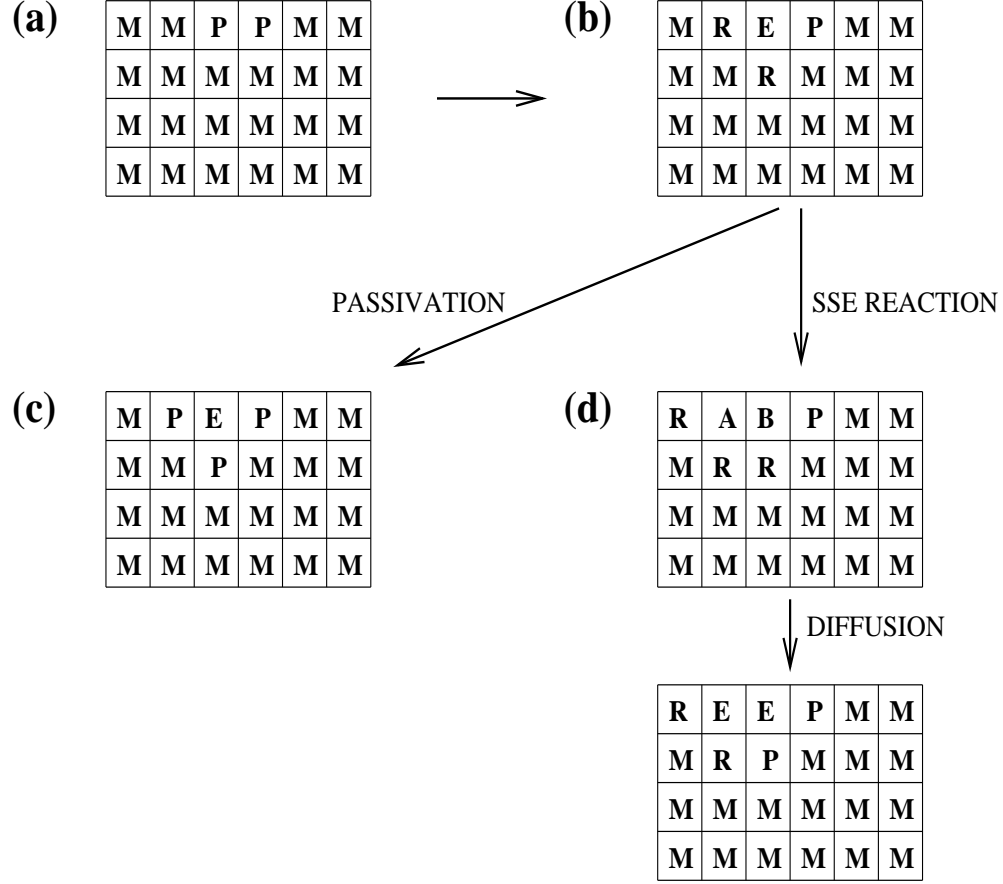 (a)
M M P P M M
M M M M M M
M M M M M M
M M M M M M
(b)
M R E P M M
M M R M M M
M M M M M M
M M M M M M
PASSIVATION
SSE REACTION
(c)
M P E P M M
M M P M M M
M M M M M M
M M M M M M
(d)
R A B P M M
M R R M M M
M M M M M M
M M M M M M
DIFFUSION
R E E P M M
M R P M M M
M M M M M M
M M M M M M